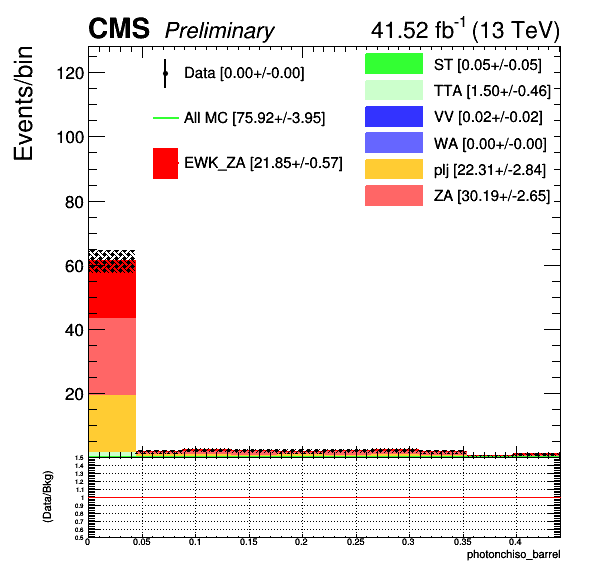 CMS Preliminary 41.52 fb-1 (13 TeV)
Events/bin
120
100
80
60
40
20
Data [0.00+/-0.00]
All MC [75.92+/-3.95]
EWK_ZA [21.85+/-0.57]
ST [0.05+/-0.05]
TTA [1.50+/-0.46]
VV [0.02+/-0.02]
WA [0.00+/-0.00]
plj [22.31+/-2.84]
ZA [30.19+/-2.65]
(Data/Bkg)
1.5
1.4
1.3
1.2
1.1
1
0.9
0.8
0.7
0.6
0.5
0 0.05 0.1 0.15 0.2 0.25 0.3 0.35 0.4
photonchiso_barrel